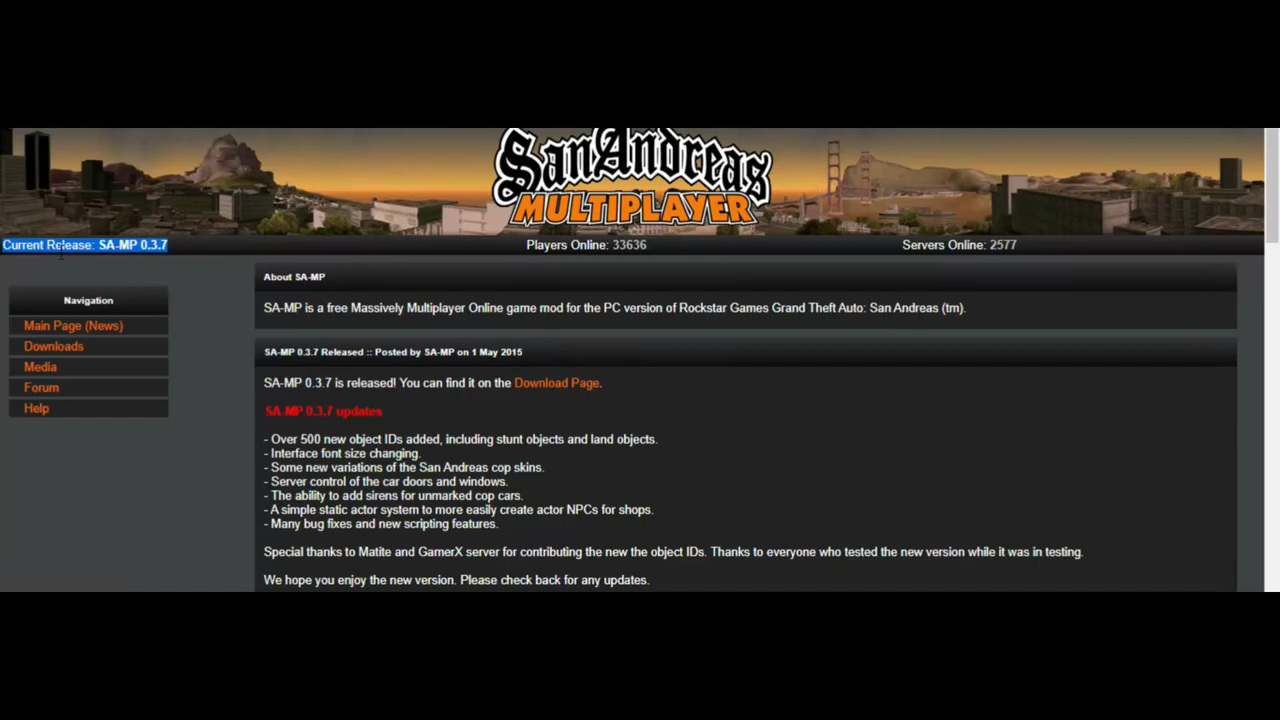 SanAndreas
MULTIPLAYER
Current Release: SA-MP 0.3.7
Players Online: 33636
Servers Online: 2577
Navigation
Main Page (News)
Downloads
Media
Forum
Help
About SA-MP
SA-MP is a free Massively Multiplayer Online game mod for the PC version of Rockstar Games Grand Theft Auto: San Andreas (tm).
SA-MP 0.3.7 Released :: Posted by SA-MP on 1 May 2015
SA-MP 0.3.7 is released! You can find it on the Download Page.
SA-MP 0.3.7 updates
- Over 500 new object IDs added, including stunt objects and land objects.
- Interface font size changing.
- Some new variations of the San Andreas cop skins.
- Server control of the car doors and windows.
- The ability to add sirens for unmarked cop cars.
- A simple static actor system to more easily create actor NPCs for shops.
- Many bug fixes and new scripting features.
Special thanks to Matite and GamerX server for contributing the new the object IDs. Thanks to everyone who tested the new version while it was in testing.
We hope you enjoy the new version. Please check back for any updates.